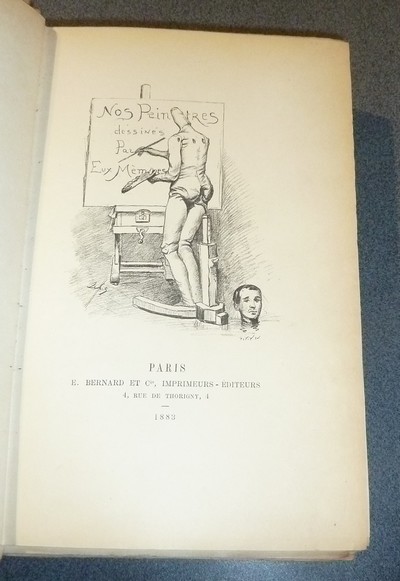 Nos Peintres
dessinés
Par
Eux Mêmes
PARIS
E. BERNARD ET Cie, IMPRIMEURS-ÉDITEURS
4, RUE DE THORIGNY, 4
1883